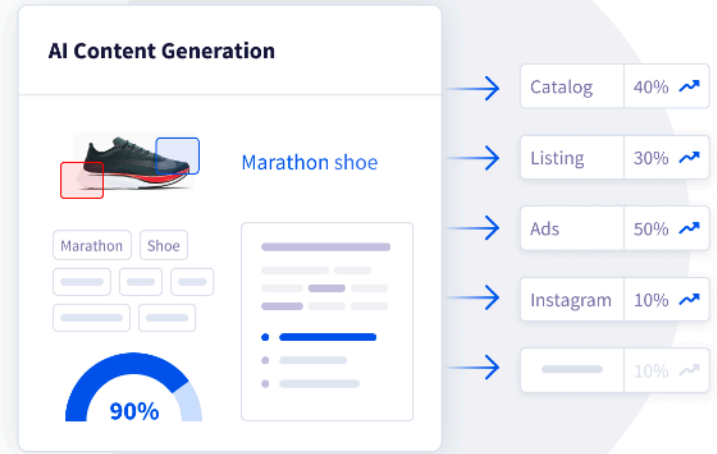 AI Content Generation
Marathon shoe
Marathon
Shoe
90%
Catalog 40%
Listing 30%
Ads 50%
Instagram 10%
10%